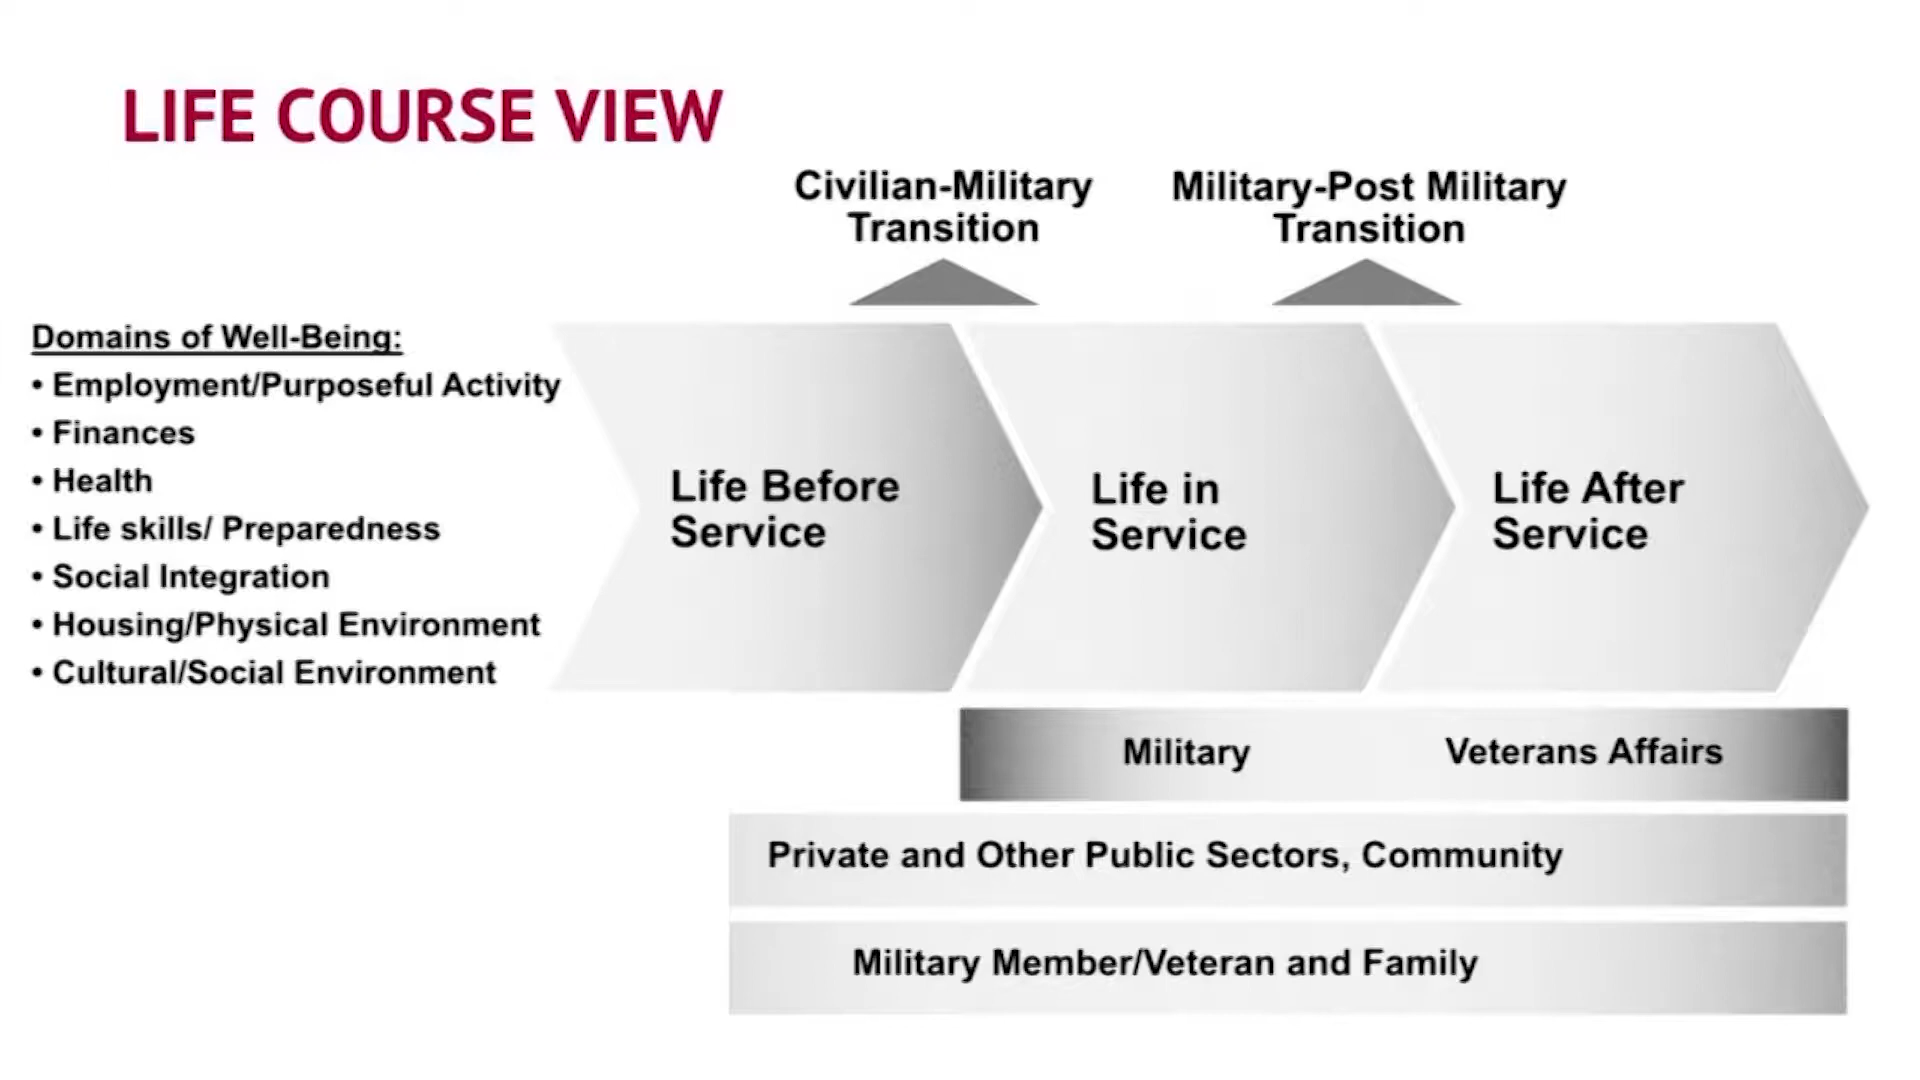 LIFE COURSE VIEW
Civilian-Military
Transition
Military-Post Military
Transition
Domains of Well-Being:
• Employment/Purposeful Activity
• Finances
• Health
• Life skills/ Preparedness
• Social Integration
• Housing/Physical Environment
• Cultural/Social Environment
Life Before
Service
Life in
Service
Life After
Service
Military
Veterans Affairs
Private and Other Public Sectors, Community
Military Member/Veteran and Family